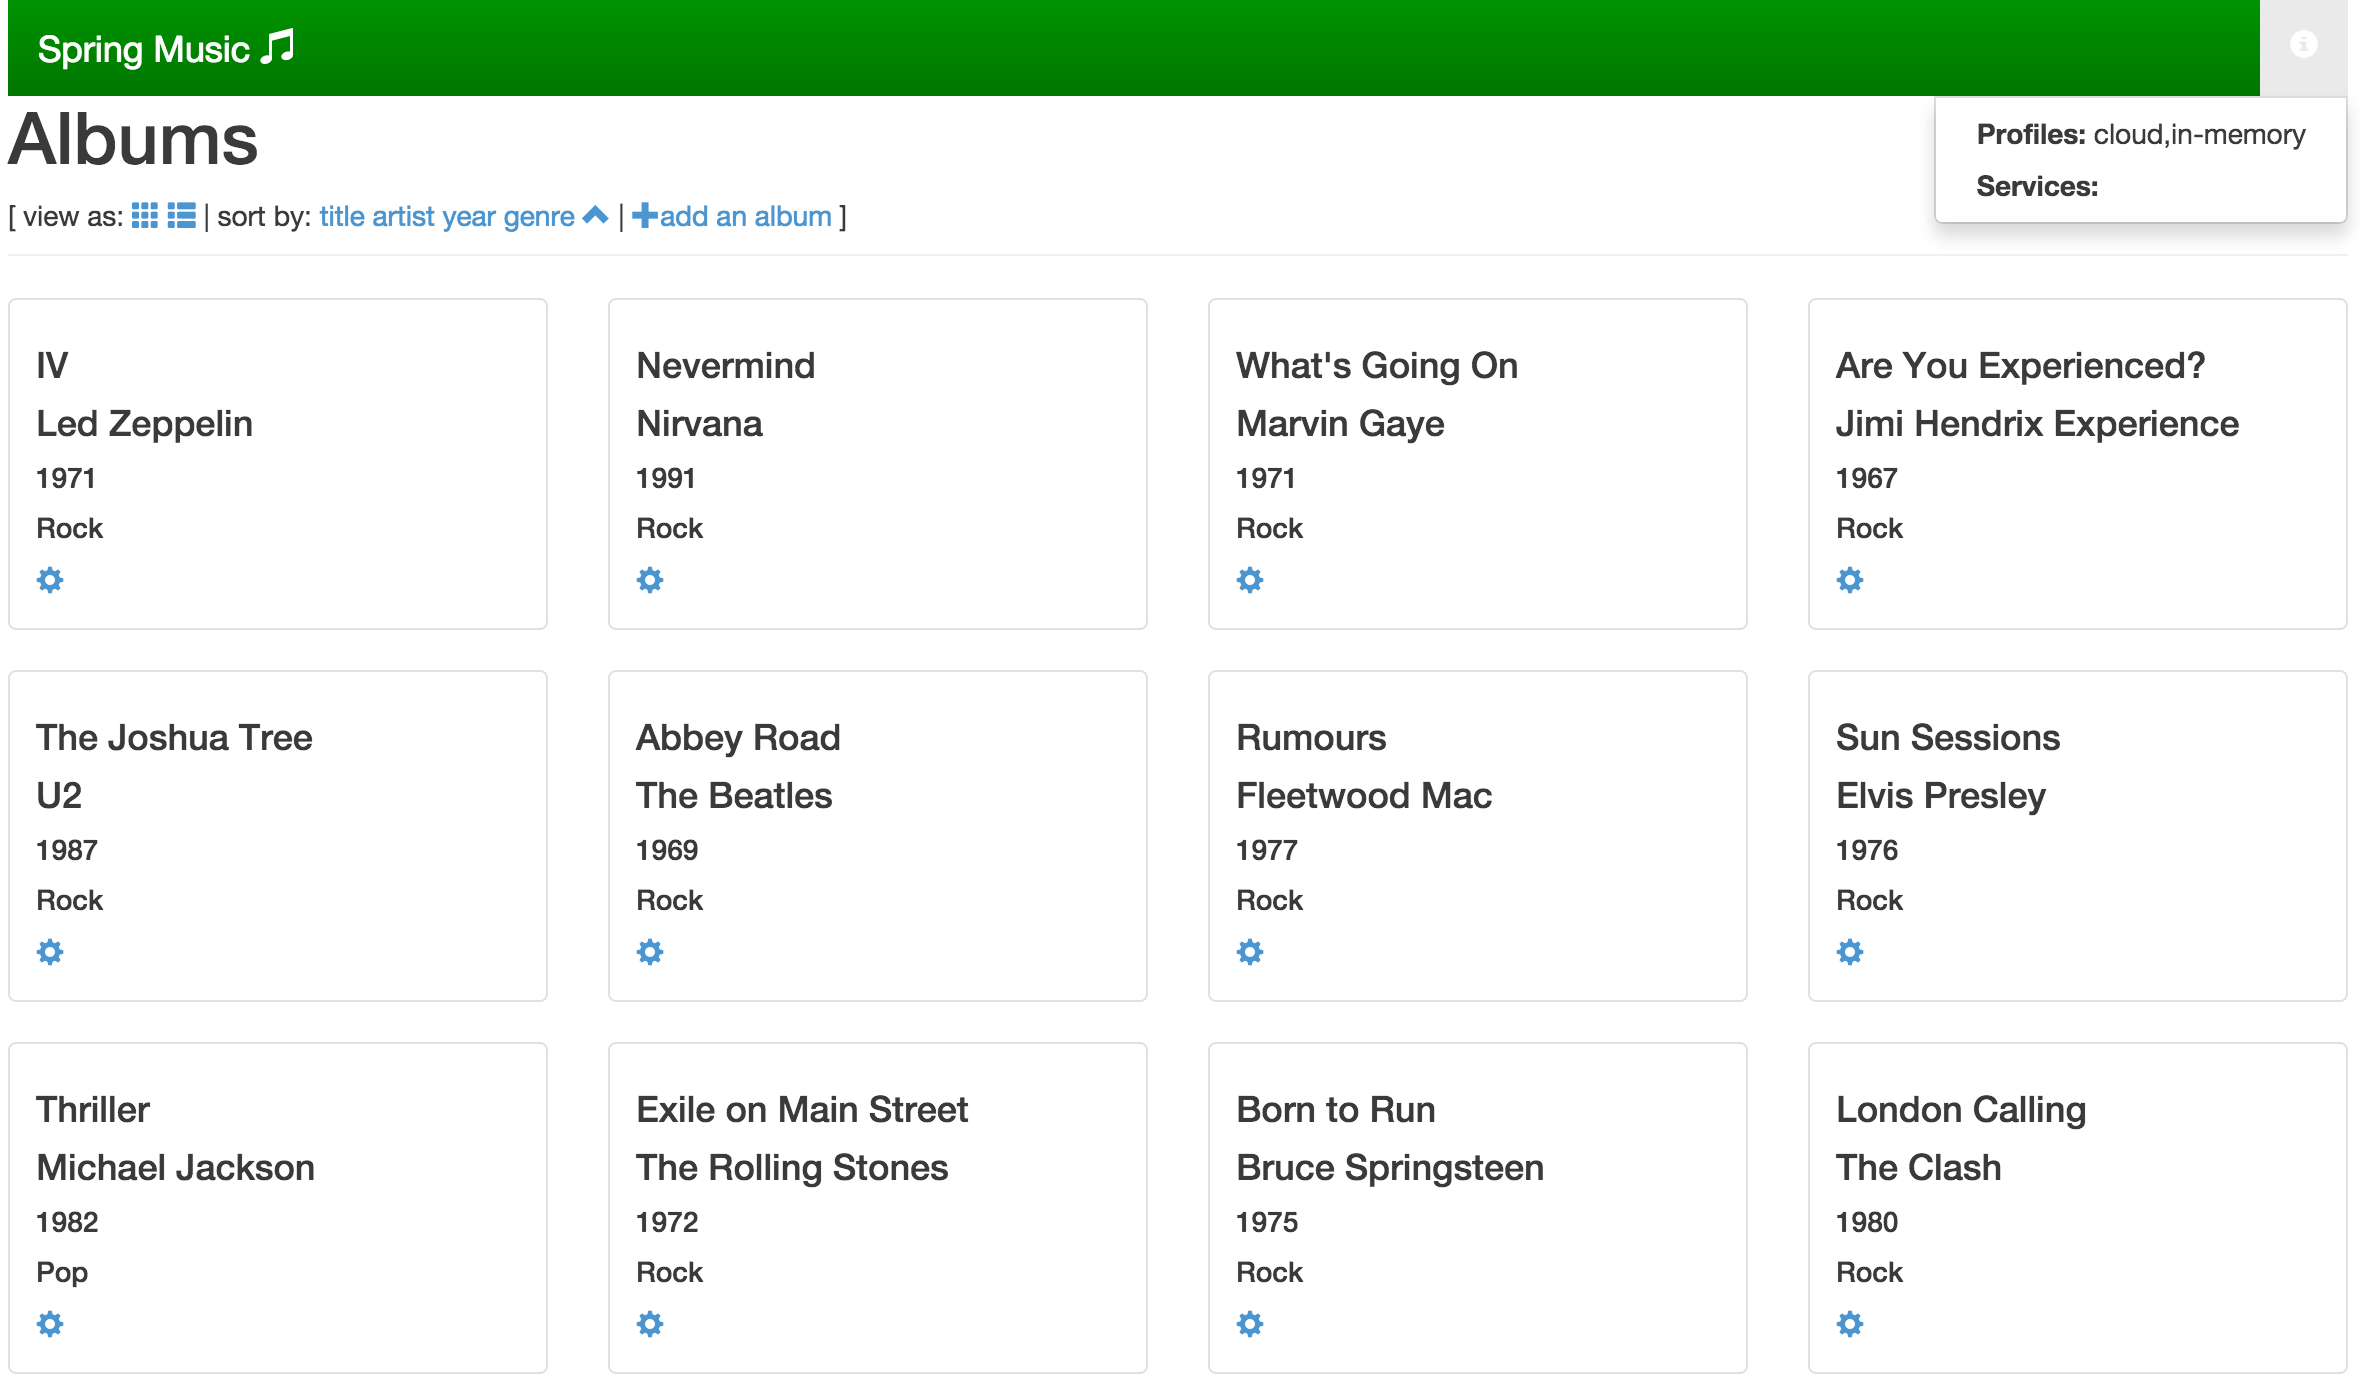 Spring Music
Profiles: cloud,in-memory
Services:
Albums
[ view as: | sort by: title artist year genre | add an album ]
IV
Led Zeppelin
1971
Rock
Nevermind
Nirvana
1991
Rock
What's Going On
Marvin Gaye
1971
Rock
Are You Experienced?
Jimi Hendrix Experience
1967
Rock
The Joshua Tree
U2
1987
Rock
Abbey Road
The Beatles
1969
Rock
Rumours
Fleetwood Mac
1977
Rock
Sun Sessions
Elvis Presley
1976
Rock
Thriller
Michael Jackson
1982
Pop
Exile on Main Street
The Rolling Stones
1972
Rock
Born to Run
Bruce Springsteen
1975
Rock
London Calling
The Clash
1980
Rock